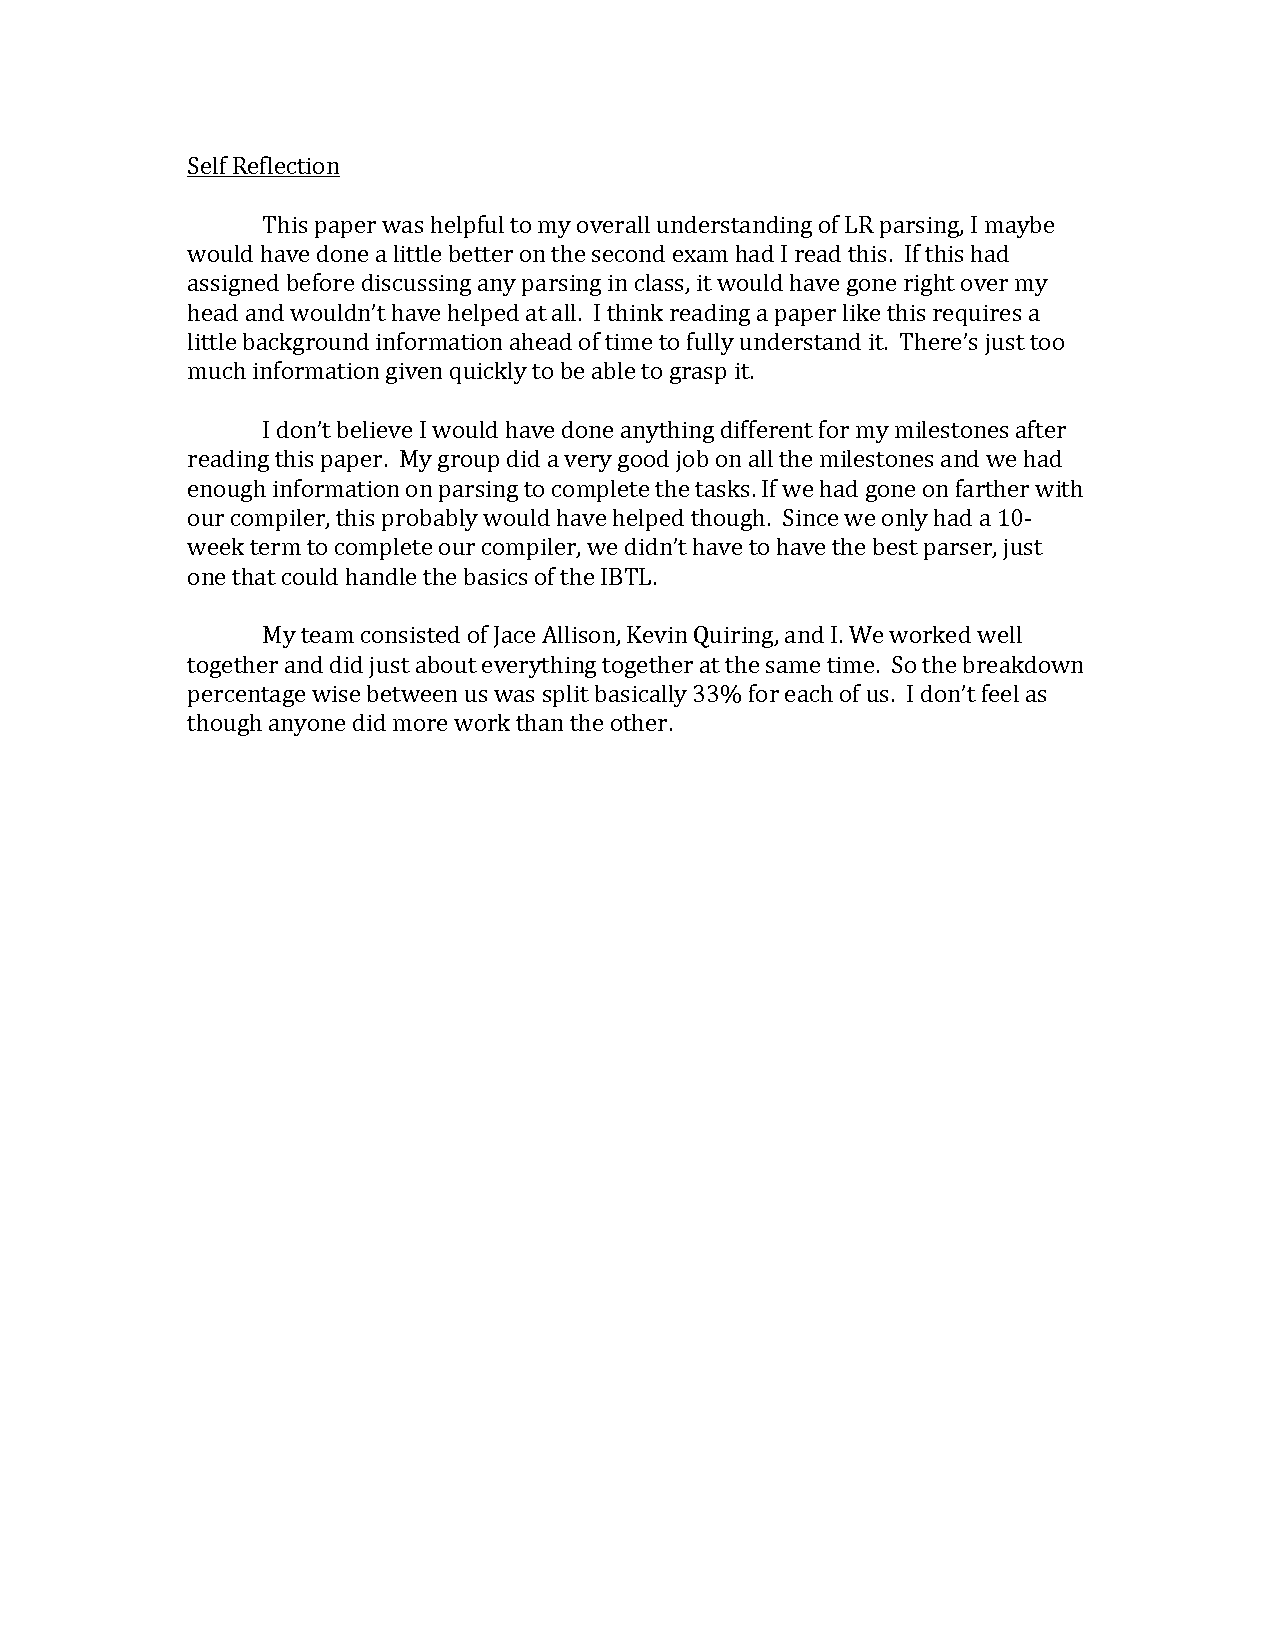 Self Reflection
This paper was helpful to my overall understanding of LR parsing, I maybe
would have done a little better on the second exam had I read this.  If this had
assigned before discussing any parsing in class, it would have gone right over my
head and wouldn’t have helped at all.  I think reading a paper like this requires a
little background information ahead of time to fully understand it.  There’s just too
much information given quickly to be able to grasp it.
I don’t believe I would have done anything different for my milestones after
reading this paper.  My group did a very good job on all the milestones and we had
enough information on parsing to complete the tasks. If we had gone on farther with
our compiler, this probably would have helped though.  Since we only had a 10-
week term to complete our compiler, we didn’t have to have the best parser, just
one that could handle the basics of the IBTL.
My team consisted of Jace Allison, Kevin Quiring, and I. We worked well
together and did just about everything together at the same time.  So the breakdown
percentage wise between us was split basically 33% for each of us.  I don’t feel as
though anyone did more work than the other.